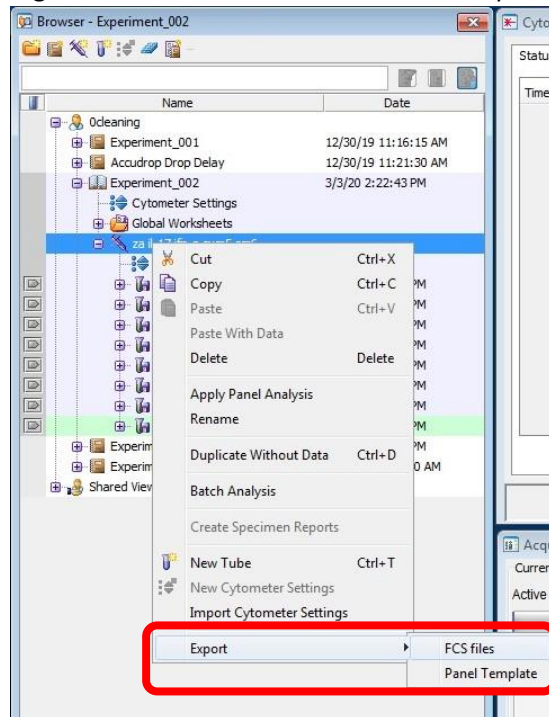 Browser - Experiment_002
Name Date
0cleaning
Experiment_001 12/30/19 11:16:15 AM
Accudrop Drop Delay 12/30/19 11:21:30 AM
Experiment_002 3/3/20 2:22:43 PM
Cytometer Settings
Global Worksheets
Cut Ctrl+X
Copy Ctrl+C
Paste Ctrl+V
Paste With Data
Delete Delete
Apply Panel Analysis
Rename
Duplicate Without Data Ctrl+D
Batch Analysis
Create Specimen Reports
New Tube Ctrl+T
New Cytometer Settings
Import Cytometer Settings
Export
FCS files
Panel Template
PM
PM
PM
PM
PM
PM
PM
PM
Experim PM
Experim 0 AM
Shared View
Cyto
Statu
Time
Acqu
Curren
Active